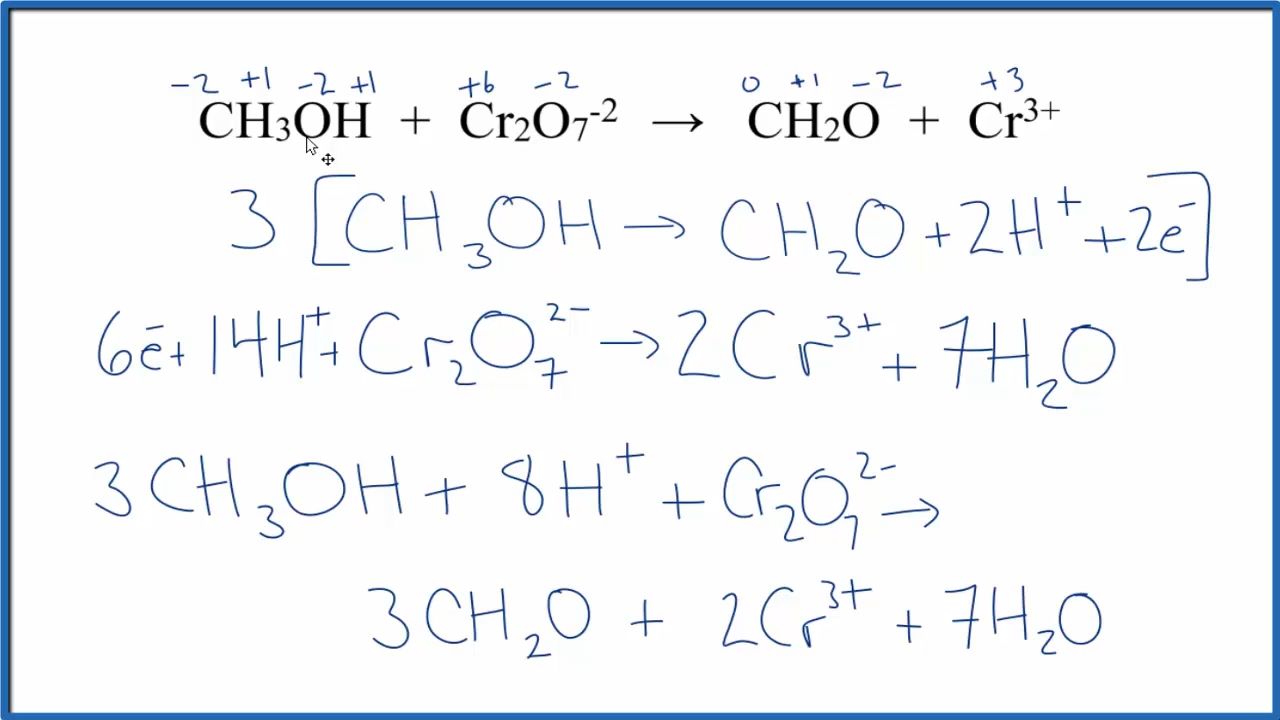 -2 +1 -2 +1 +6 -2 0 +1 -2 +3
CH₃OH + Cr₂O₇⁻² → CH₂O + Cr³⁺
3 [CH₃OH → CH₂O + 2H⁺ + 2e⁻]
6e⁻ + 14H⁺ + Cr₂O₇²⁻ → 2Cr³⁺ + 7H₂O
3CH₃OH + 8H⁺ + Cr₂O₇²⁻ →
3CH₂O + 2Cr³⁺ + 7H₂O